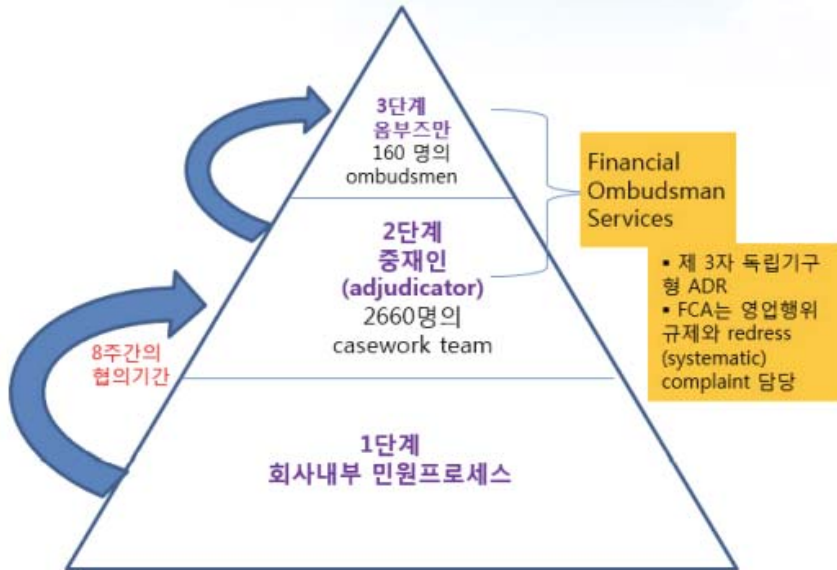 3단계
옴부즈만
160 명의
ombudsmen
2단계
중재인
(adjudicator)
2660명의
casework team
8주간의
협의기간
1단계
회사내부 민원프로세스
Financial
Ombudsman
Services
▪ 제 3자 독립기구
형 ADR
▪ FCA는 영업행위
규제와 redress
(systematic)
complaint 담당